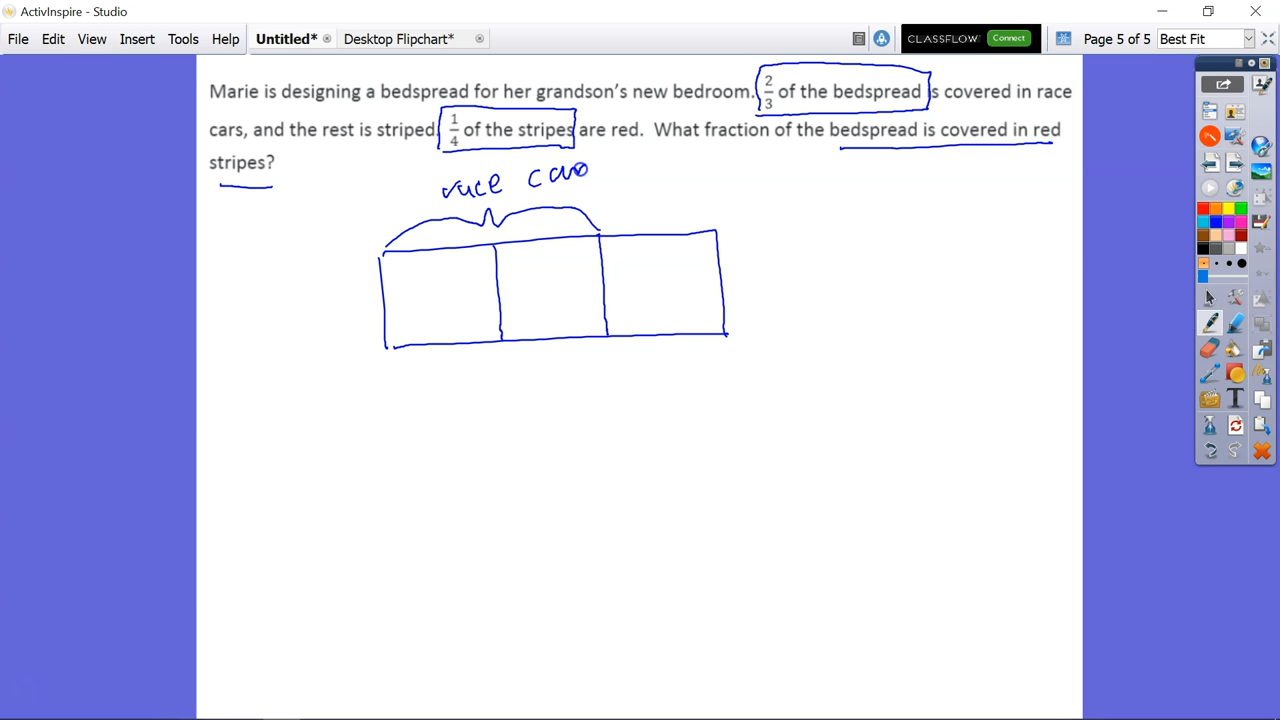 ActivInspire - Studio
File Edit View Insert Tools Help Untitled* Desktop Flipchart* CLASSFLOW Connect Page 5 of 5 Best Fit
Marie is designing a bedspread for her grandson's new bedroom. 2/3 of the bedspread is covered in race
cars, and the rest is striped. 1/4 of the stripes are red. What fraction of the bedspread is covered in red
stripes?
race cars